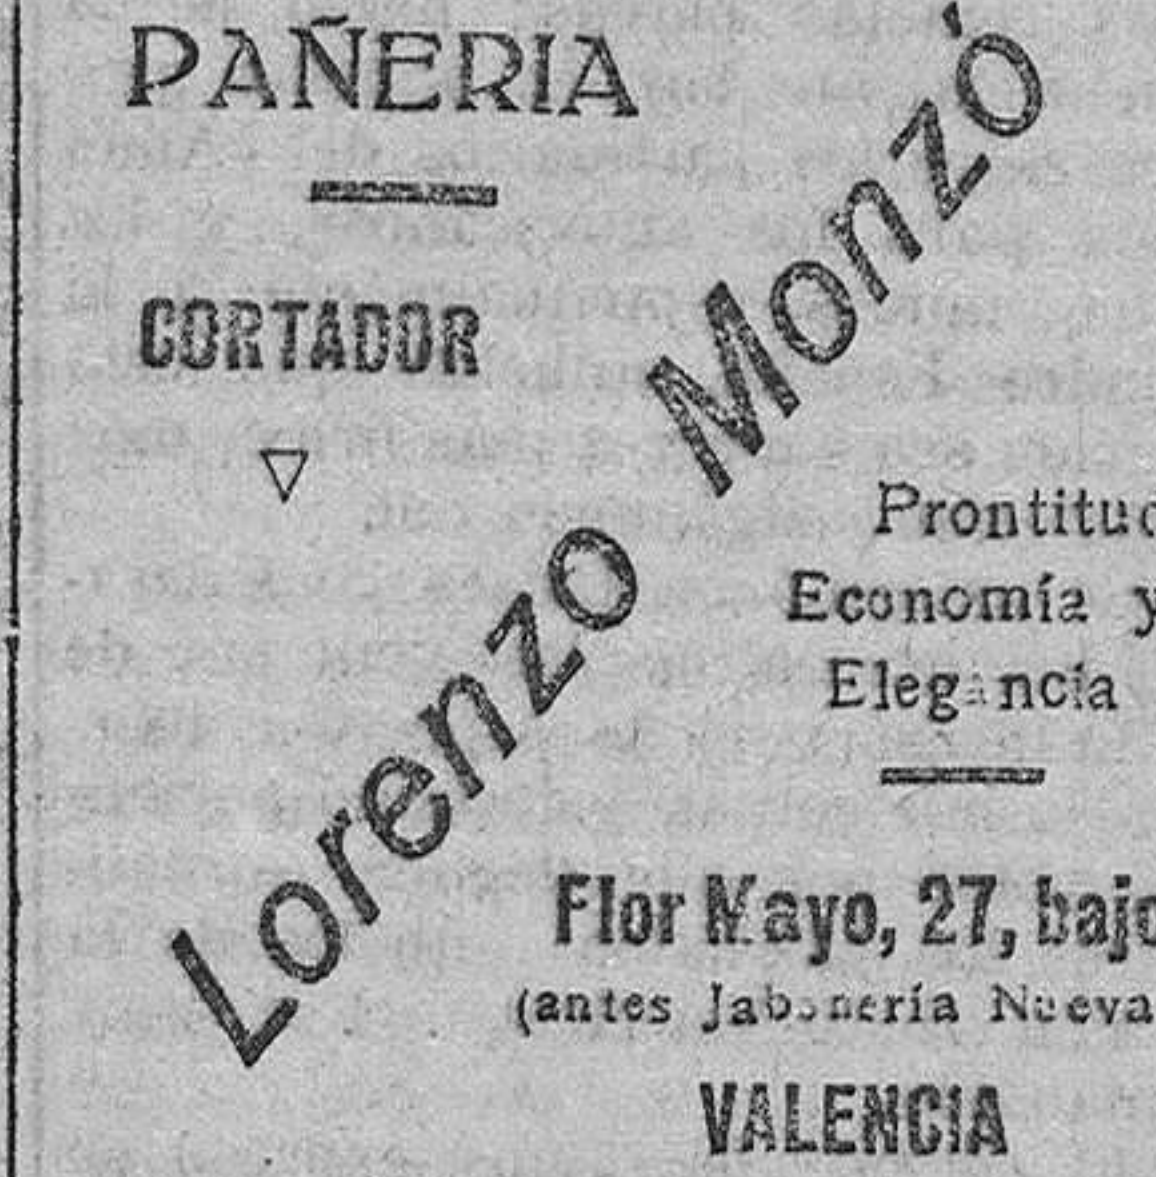 PAÑERIA
CORTADOR
Lorenzo Monzó
Prontitud
Economía y
Elegancia
Flor Mayo, 27, bajo
(antes Jabonería Nueva
VALENCIA